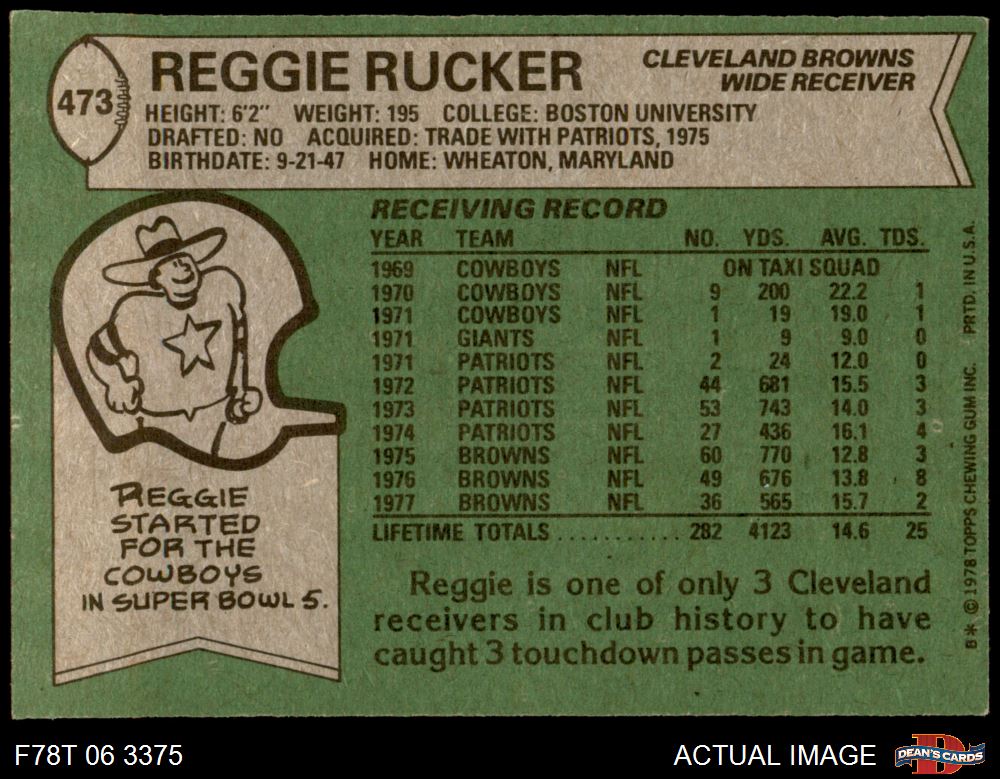 473
REGGIE RUCKER
CLEVELAND BROWNS
WIDE RECEIVER
HEIGHT: 6'2" WEIGHT: 195 COLLEGE: BOSTON UNIVERSITY
DRAFTED: NO ACQUIRED: TRADE WITH PATRIOTS, 1975
BIRTHDATE: 9-21-47 HOME: WHEATON, MARYLAND
RECEIVING RECORD
YEAR TEAM NO. YDS. AVG. TDS.
1969 COWBOYS NFL ON TAXI SQUAD
1970 COWBOYS NFL 9 200 22.2 1
1971 COWBOYS NFL 1 19 19.0 1
1971 GIANTS NFL 1 9 9.0 0
1971 PATRIOTS NFL 2 24 12.0 0
1972 PATRIOTS NFL 44 681 15.5 3
1973 PATRIOTS NFL 53 743 14.0 3
1974 PATRIOTS NFL 27 436 16.1 4
1975 BROWNS NFL 60 770 12.8 3
1976 BROWNS NFL 49 676 13.8 8
1977 BROWNS NFL 36 565 15.7 2
LIFETIME TOTALS ........... 282 4123 14.6 25
REGGIE
STARTED
FOR THE
COWBOYS
IN SUPER BOWL 5.
Reggie is one of only 3 Cleveland
receivers in club history to have
caught 3 touchdown passes in game.
B* © 1978 TOPPS CHEWING GUM INC. PRTD. IN U.S.A.
F78T 06 3375
ACTUAL IMAGE
D
DEAN'S CARDS